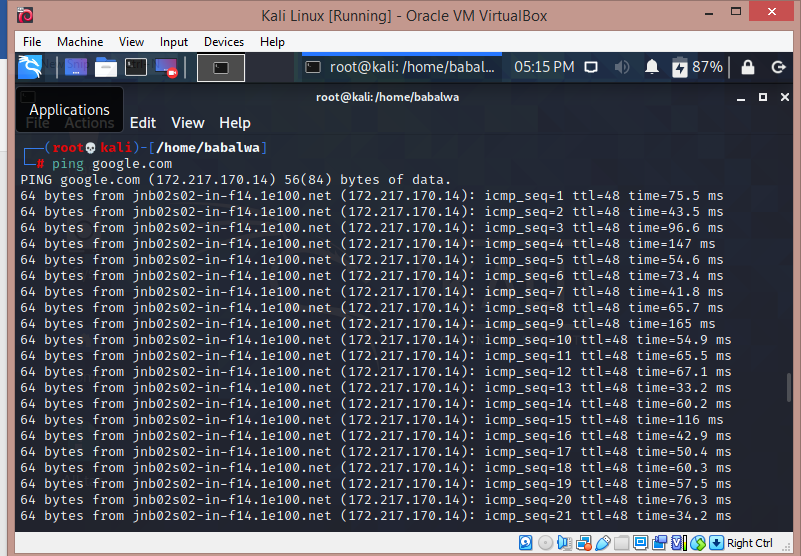 Kali Linux [Running] - Oracle VM VirtualBox
File Machine View Input Devices Help
root@kali: /home/babal... 05:15 PM 87%
root@kali: /home/babalwa
Applications
File Actions Edit View Help
(root kali)-[/home/babalwa]
# ping google.com
PING google.com (172.217.170.14) 56(84) bytes of data.
64 bytes from jnb02s02-in-f14.1e100.net (172.217.170.14): icmp_seq=1 ttl=48 time=75.5 ms
64 bytes from jnb02s02-in-f14.1e100.net (172.217.170.14): icmp_seq=2 ttl=48 time=43.5 ms
64 bytes from jnb02s02-in-f14.1e100.net (172.217.170.14): icmp_seq=3 ttl=48 time=96.6 ms
64 bytes from jnb02s02-in-f14.1e100.net (172.217.170.14): icmp_seq=4 ttl=48 time=147 ms
64 bytes from jnb02s02-in-f14.1e100.net (172.217.170.14): icmp_seq=5 ttl=48 time=54.6 ms
64 bytes from jnb02s02-in-f14.1e100.net (172.217.170.14): icmp_seq=6 ttl=48 time=73.4 ms
64 bytes from jnb02s02-in-f14.1e100.net (172.217.170.14): icmp_seq=7 ttl=48 time=41.8 ms
64 bytes from jnb02s02-in-f14.1e100.net (172.217.170.14): icmp_seq=8 ttl=48 time=65.7 ms
64 bytes from jnb02s02-in-f14.1e100.net (172.217.170.14): icmp_seq=9 ttl=48 time=165 ms
64 bytes from jnb02s02-in-f14.1e100.net (172.217.170.14): icmp_seq=10 ttl=48 time=54.9 ms
64 bytes from jnb02s02-in-f14.1e100.net (172.217.170.14): icmp_seq=11 ttl=48 time=65.5 ms
64 bytes from jnb02s02-in-f14.1e100.net (172.217.170.14): icmp_seq=12 ttl=48 time=67.1 ms
64 bytes from jnb02s02-in-f14.1e100.net (172.217.170.14): icmp_seq=13 ttl=48 time=33.2 ms
64 bytes from jnb02s02-in-f14.1e100.net (172.217.170.14): icmp_seq=14 ttl=48 time=60.2 ms
64 bytes from jnb02s02-in-f14.1e100.net (172.217.170.14): icmp_seq=15 ttl=48 time=116 ms
64 bytes from jnb02s02-in-f14.1e100.net (172.217.170.14): icmp_seq=16 ttl=48 time=42.9 ms
64 bytes from jnb02s02-in-f14.1e100.net (172.217.170.14): icmp_seq=17 ttl=48 time=50.4 ms
64 bytes from jnb02s02-in-f14.1e100.net (172.217.170.14): icmp_seq=18 ttl=48 time=60.3 ms
64 bytes from jnb02s02-in-f14.1e100.net (172.217.170.14): icmp_seq=19 ttl=48 time=57.5 ms
64 bytes from jnb02s02-in-f14.1e100.net (172.217.170.14): icmp_seq=20 ttl=48 time=76.3 ms
64 bytes from jnb02s02-in-f14.1e100.net (172.217.170.14): icmp_seq=21 ttl=48 time=34.2 ms
Right Ctrl